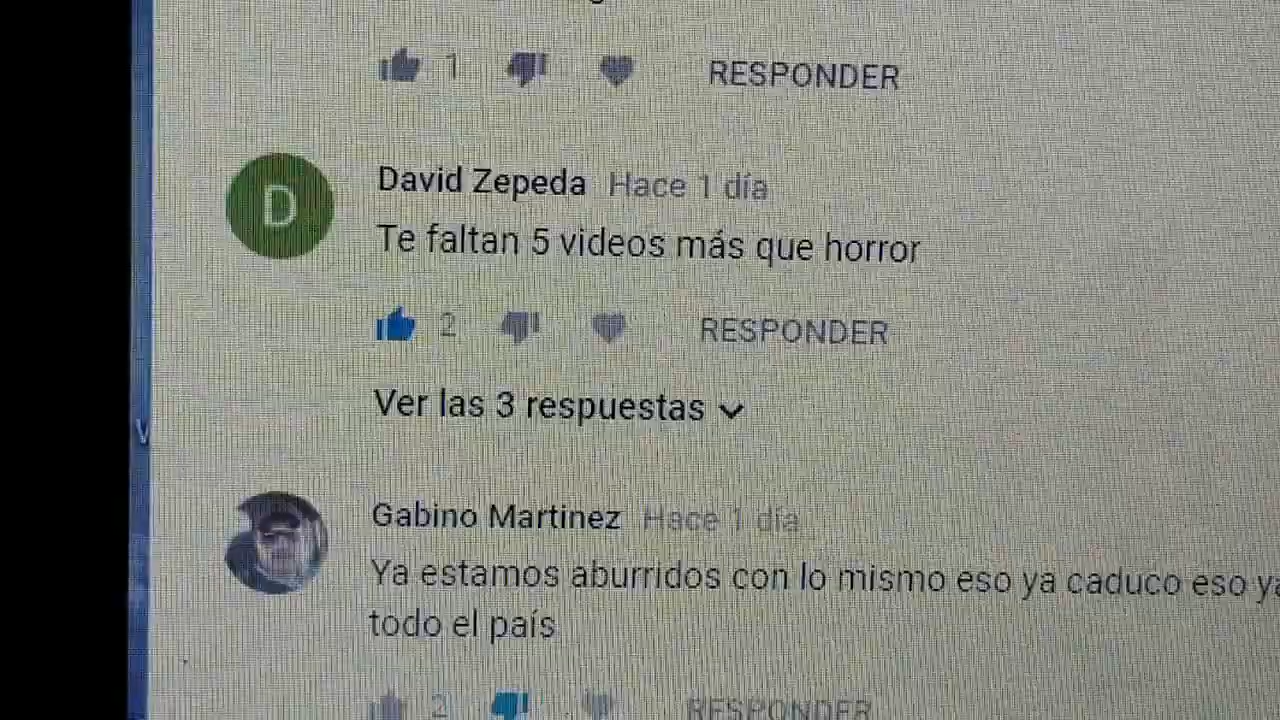 1 RESPONDER
D
David Zepeda Hace 1 día
Te faltan 5 videos más que horror
2 RESPONDER
Ver las 3 respuestas
V
Gabino Martinez Hace 1 día
Ya estamos aburridos con lo mismo eso ya caduco eso
todo el país
2 RESPONDER